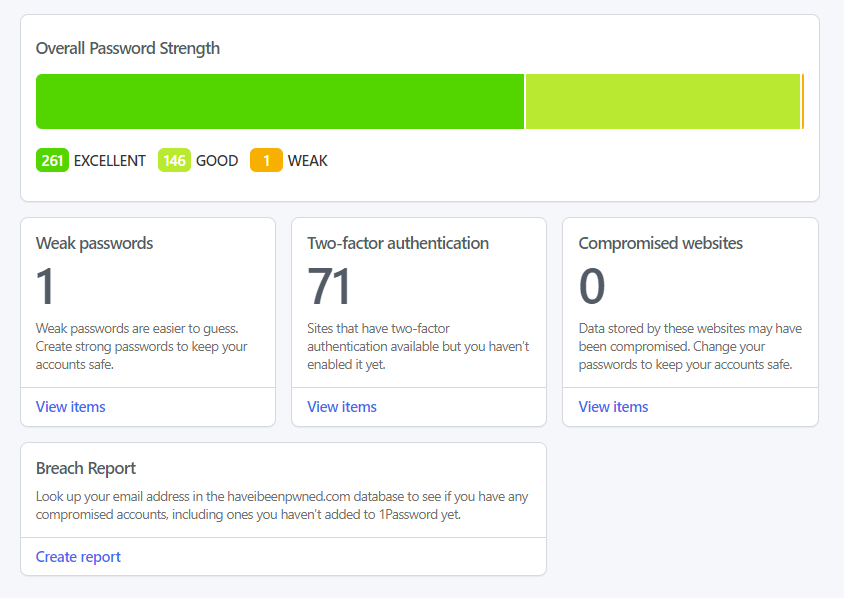 Overall Password Strength
261 EXCELLENT 146 GOOD 1 WEAK
Weak passwords
1
Weak passwords are easier to guess.
Create strong passwords to keep your
accounts safe.
View items
Two-factor authentication
71
Sites that have two-factor
authentication available but you haven't
enabled it yet.
View items
Compromised websites
0
Data stored by these websites may have
been compromised. Change your
passwords to keep your accounts safe.
View items
Breach Report
Look up your email address in the haveibeenpwned.com database to see if you have any
compromised accounts, including ones you haven't added to 1Password yet.
Create report